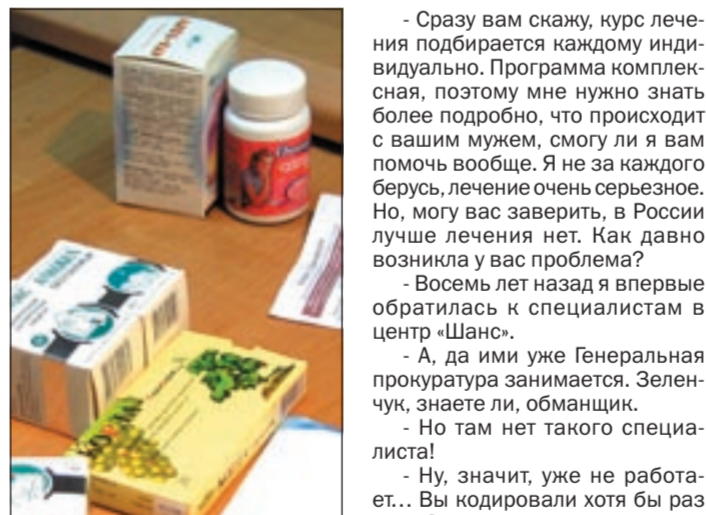 - Сразу вам скажу, курс лече-
ния подбирается каждому инди-
видуально. Программа комплек-
сная, поэтому мне нужно знать
более подробно, что происходит
с вашим мужем, смогу ли я вам
помочь вообще. Я не за каждого
берусь, лечение очень серьезное.
Но, могу вас заверить, в России
лучше лечения нет. Как давно
возникла у вас проблема?
- Восемь лет назад я впервые
обратилась к специалистам в
центр «Шанс».
- А, да ими уже Генеральная
прокуратура занимается. Зелен-
чук, знаете ли, обманщик.
- Но там нет такого специа-
листа!
- Ну, значит, уже не работа-
ет... Вы кодировали хотя бы раз